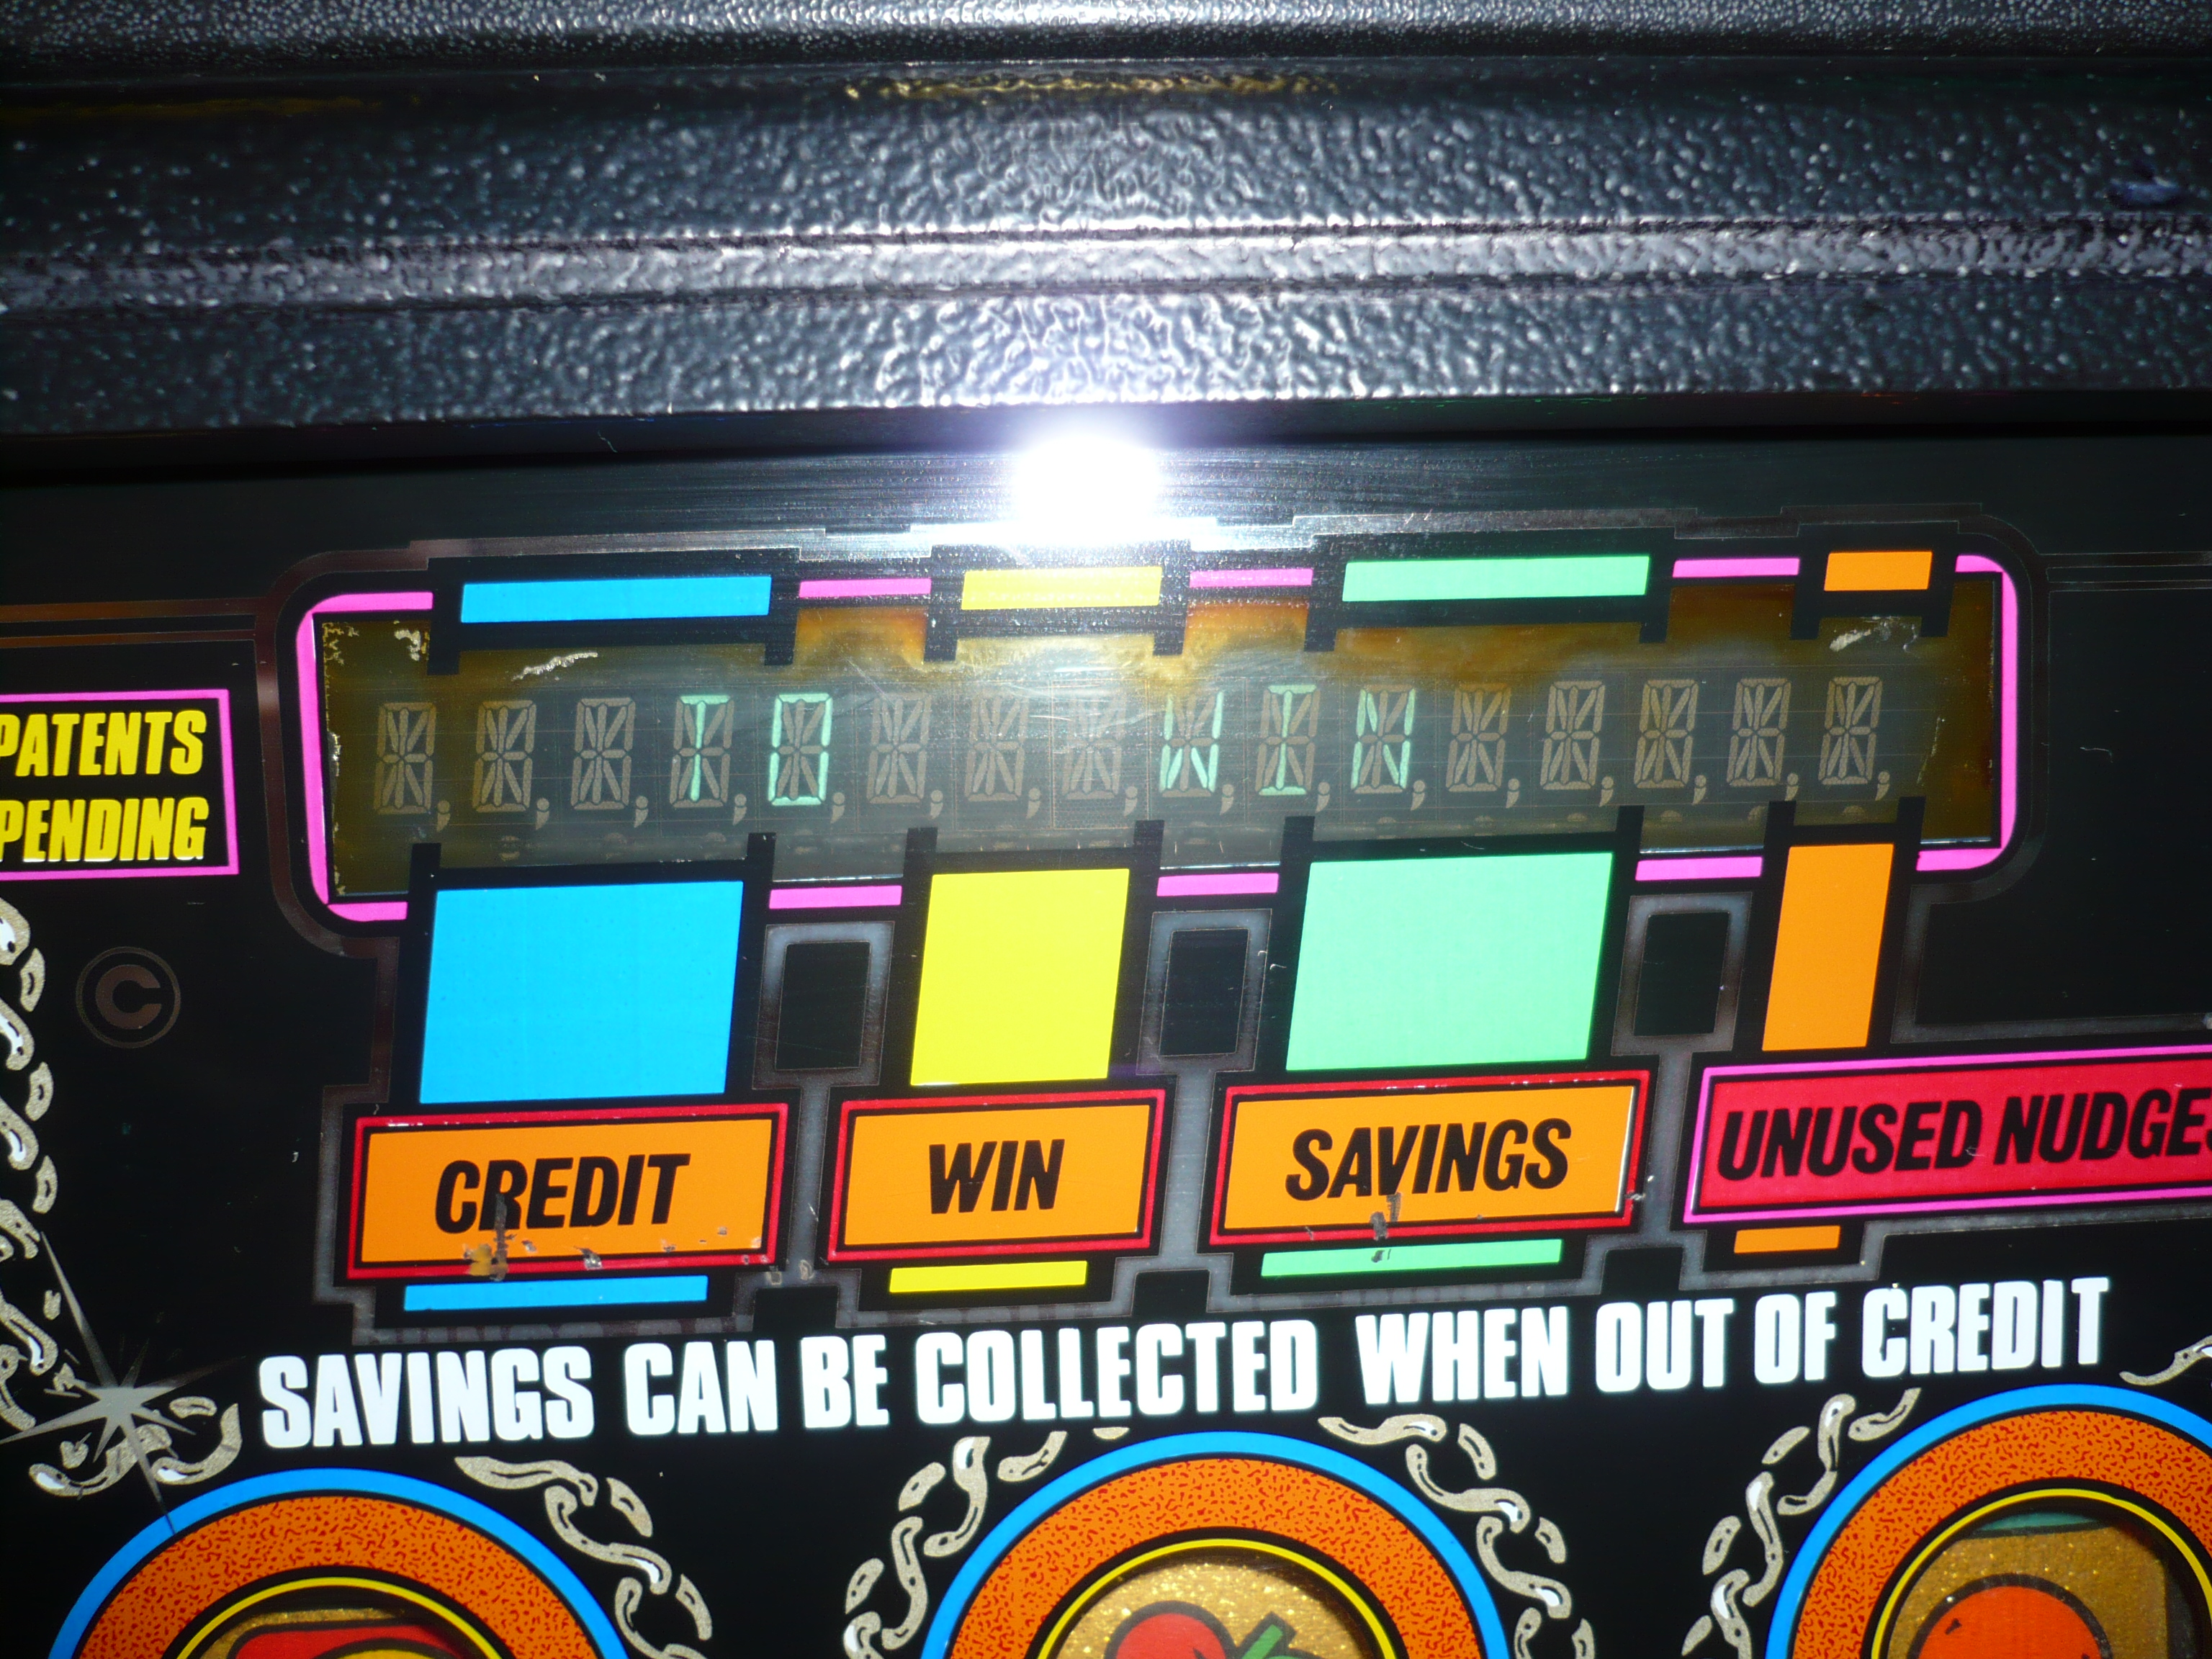 TO WIN
PATENTS
PENDING
©
CREDIT WIN SAVINGS UNUSED NUDGES
SAVINGS CAN BE COLLECTED WHEN OUT OF CREDIT